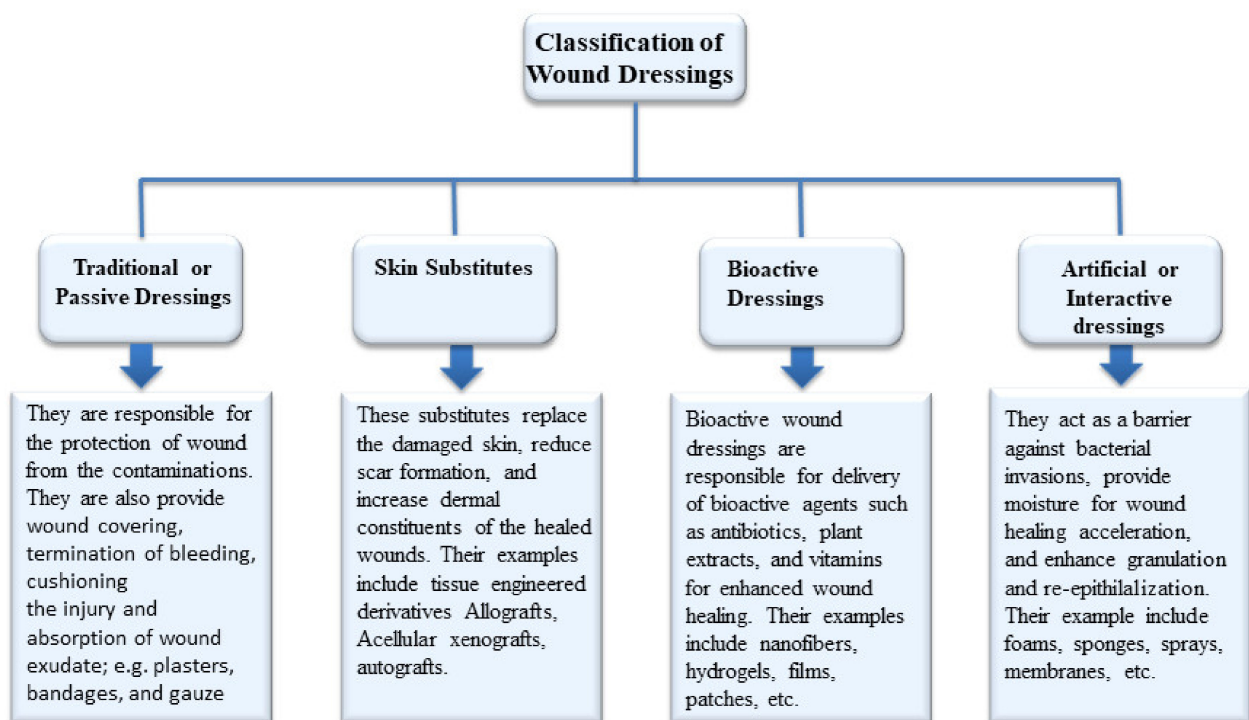 Classification of
Wound Dressings
Traditional or
Passive Dressings
Skin Substitutes
Bioactive
Dressings
Artificial or
Interactive
dressings
They are responsible for
the protection of wound
from the contaminations.
They are also provide
wound covering,
termination of bleeding,
cushioning
the injury and
absorption of wound
exudate; e.g. plasters,
bandages, and gauze
These substitutes replace
the damaged skin, reduce
scar formation, and
increase dermal
constituents of the healed
wounds. Their examples
include tissue engineered
derivatives Allografts,
Acellular xenografts,
autografts.
Bioactive wound
dressings are
responsible for delivery
of bioactive agents such
as antibiotics, plant
extracts, and vitamins
for enhanced wound
healing. Their examples
include nanofibers,
hydrogels, films,
patches, etc.
They act as a barrier
against bacterial
invasions, provide
moisture for wound
healing acceleration,
and enhance granulation
and re-epithilalization.
Their example include
foams, sponges, sprays,
membranes, etc.